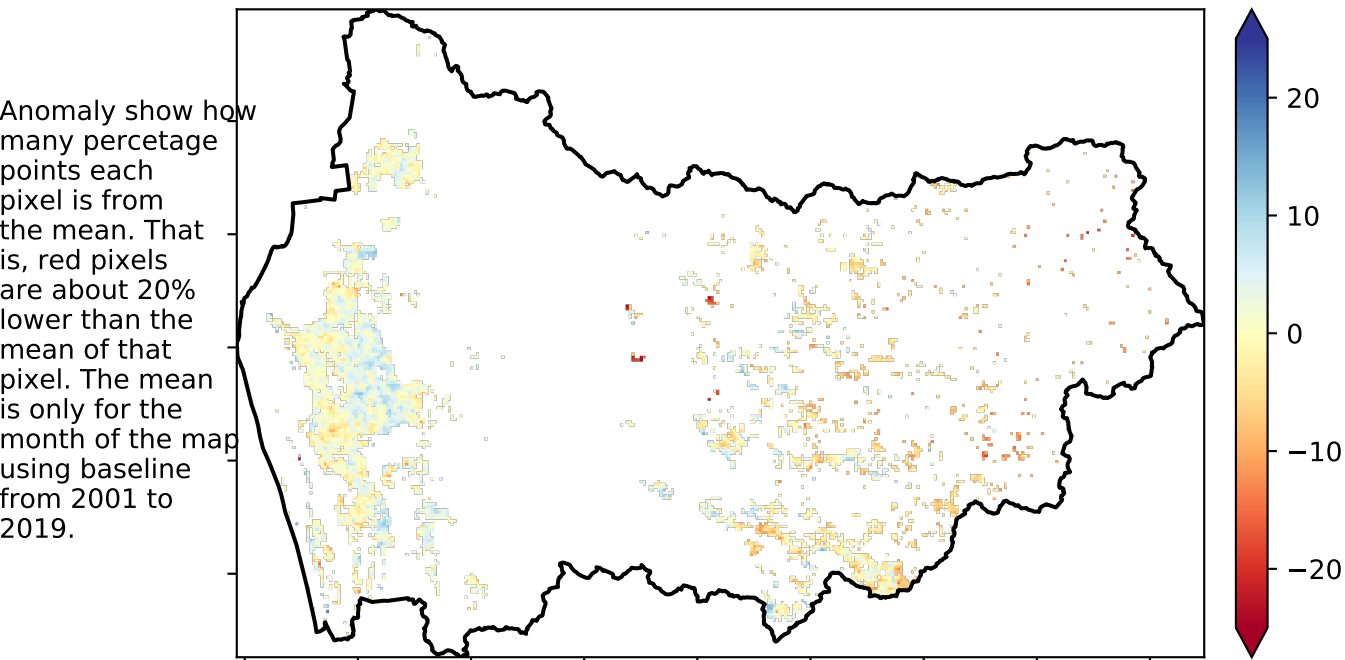 Anomaly show how
many percetage
points each
pixel is from
the mean. That
is, red pixels
are about 20%
lower than the
mean of that
pixel. The mean
is only for the
month of the map
using baseline
from 2001 to
2019.
20
10
0
−10
−20